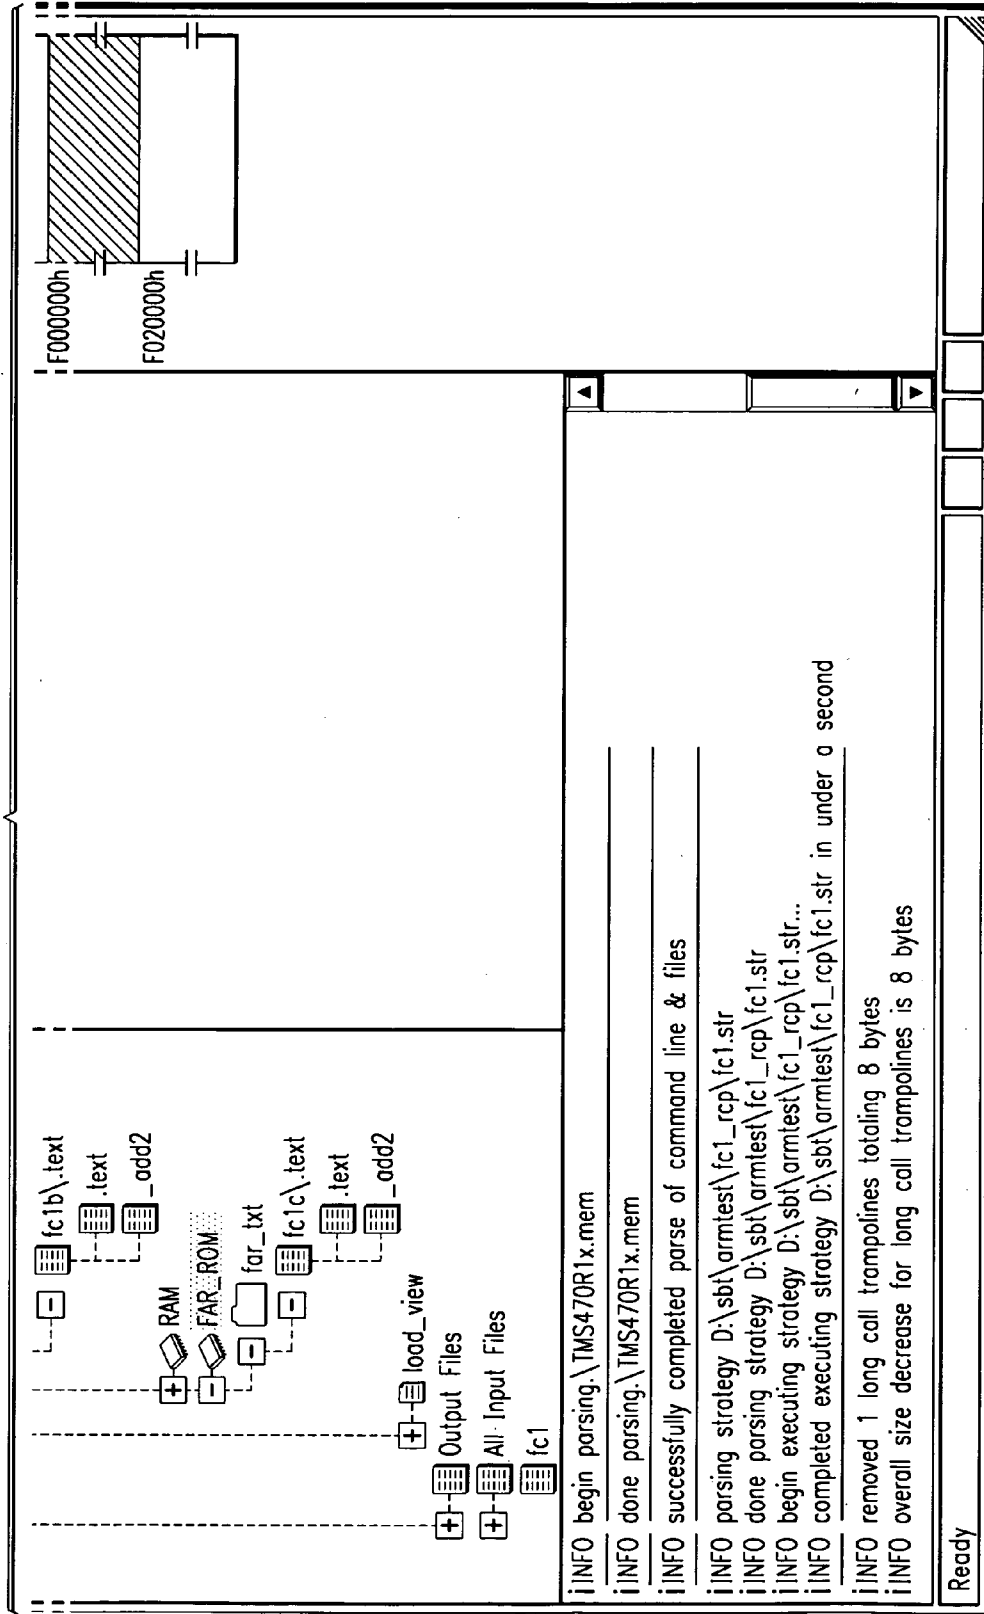 fc1b\.text
.text
_add2
RAM
FAR_ROM
far_txt
fc1c\.text
.text
_add2
load_view
Output Files
All Input Files
fc1
F000000h
F020000h
i INFO begin parsing.\TMS470R1x.mem
i INFO done parsing.\TMS470R1x.mem
i INFO successfully completed parse of command line & files
i INFO parsing strategy D:\sbt\armtest\fc1_rcp\fc1.str
i INFO done parsing strategy D:\sbt\armtest\fc1_rcp\fc1.str
i INFO begin executing strategy D:\sbt\armtest\fc1_rcp\fc1.str...
i INFO completed executing strategy D:\sbt\armtest\fc1_rcp\fc1.str in under a second
i INFO removed 1 long call trampolines totaling 8 bytes
i INFO overall size decrease for long call trampolines is 8 bytes
Ready